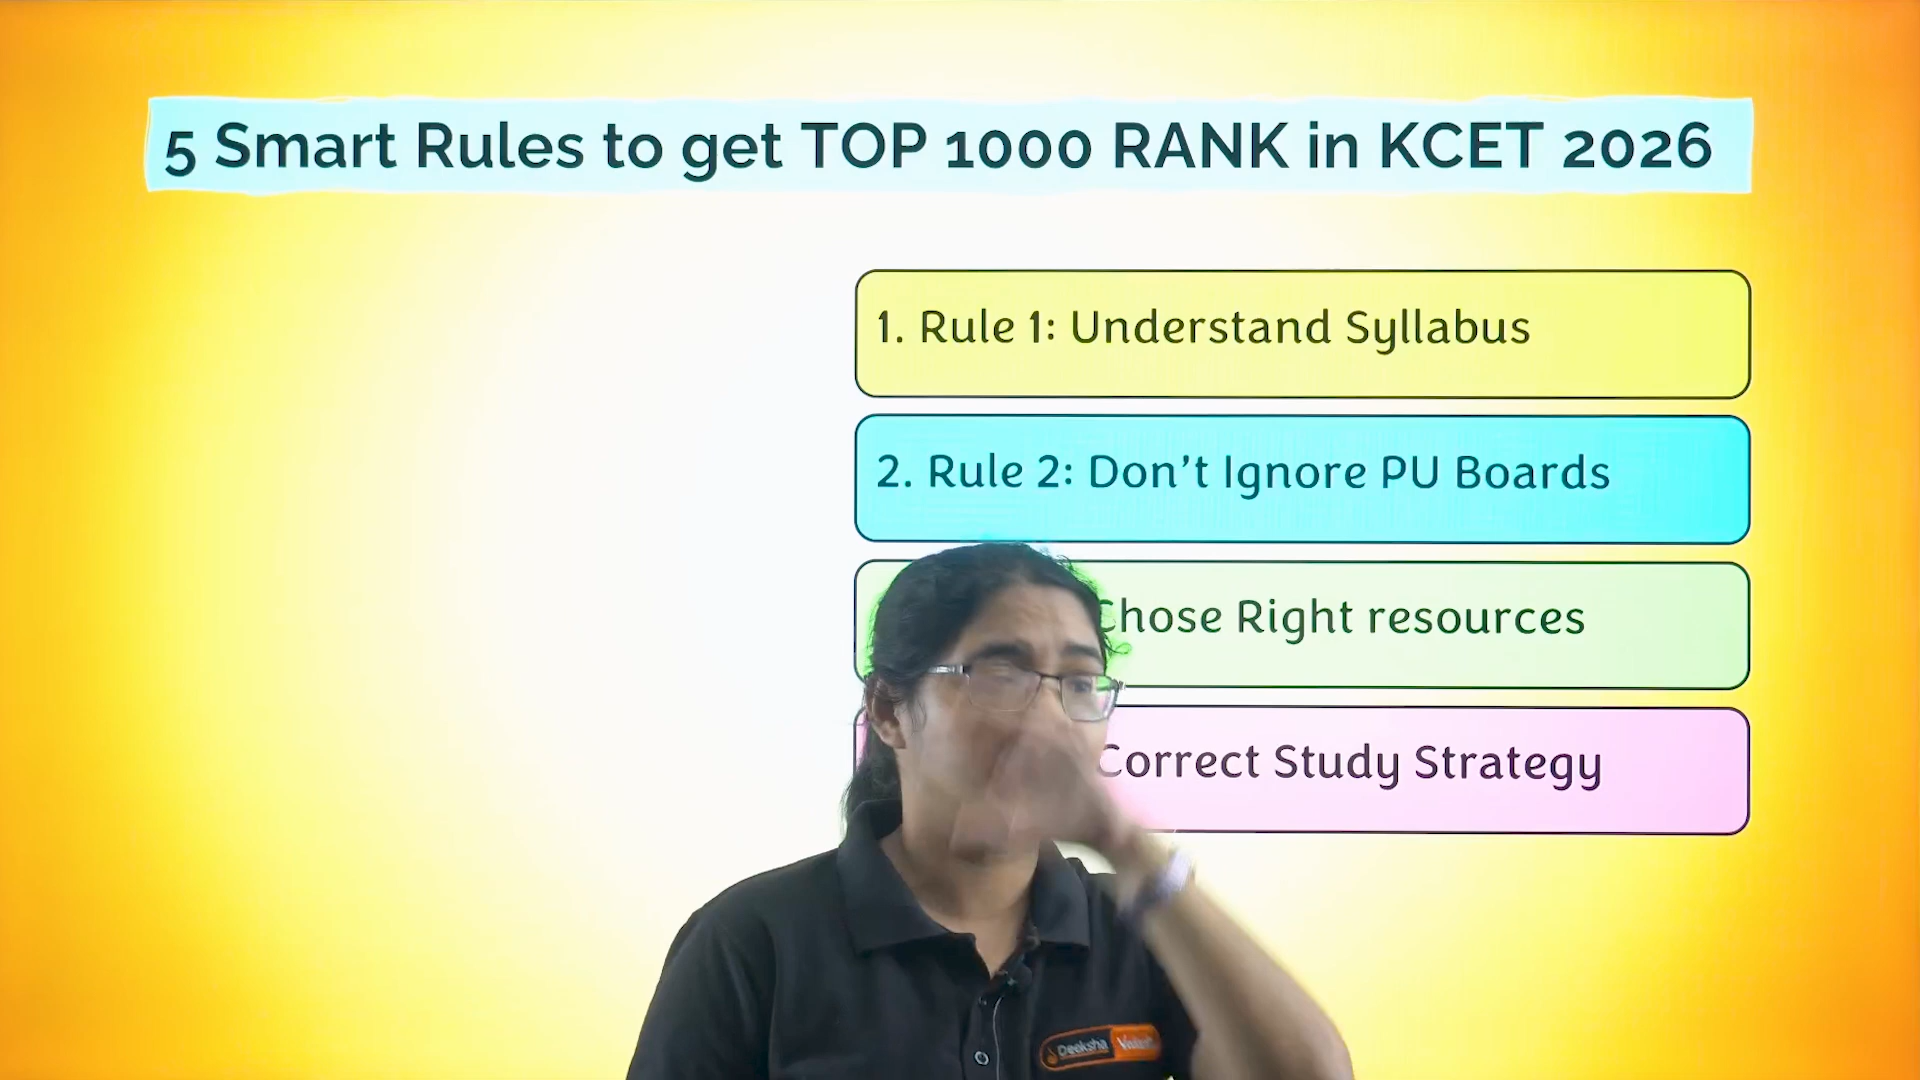 5 Smart Rules to get TOP 1000 RANK in KCET 2026
1. Rule 1: Understand Syllabus
2. Rule 2: Don't Ignore PU Boards
Chose Right resources
Correct Study Strategy
Deeksha